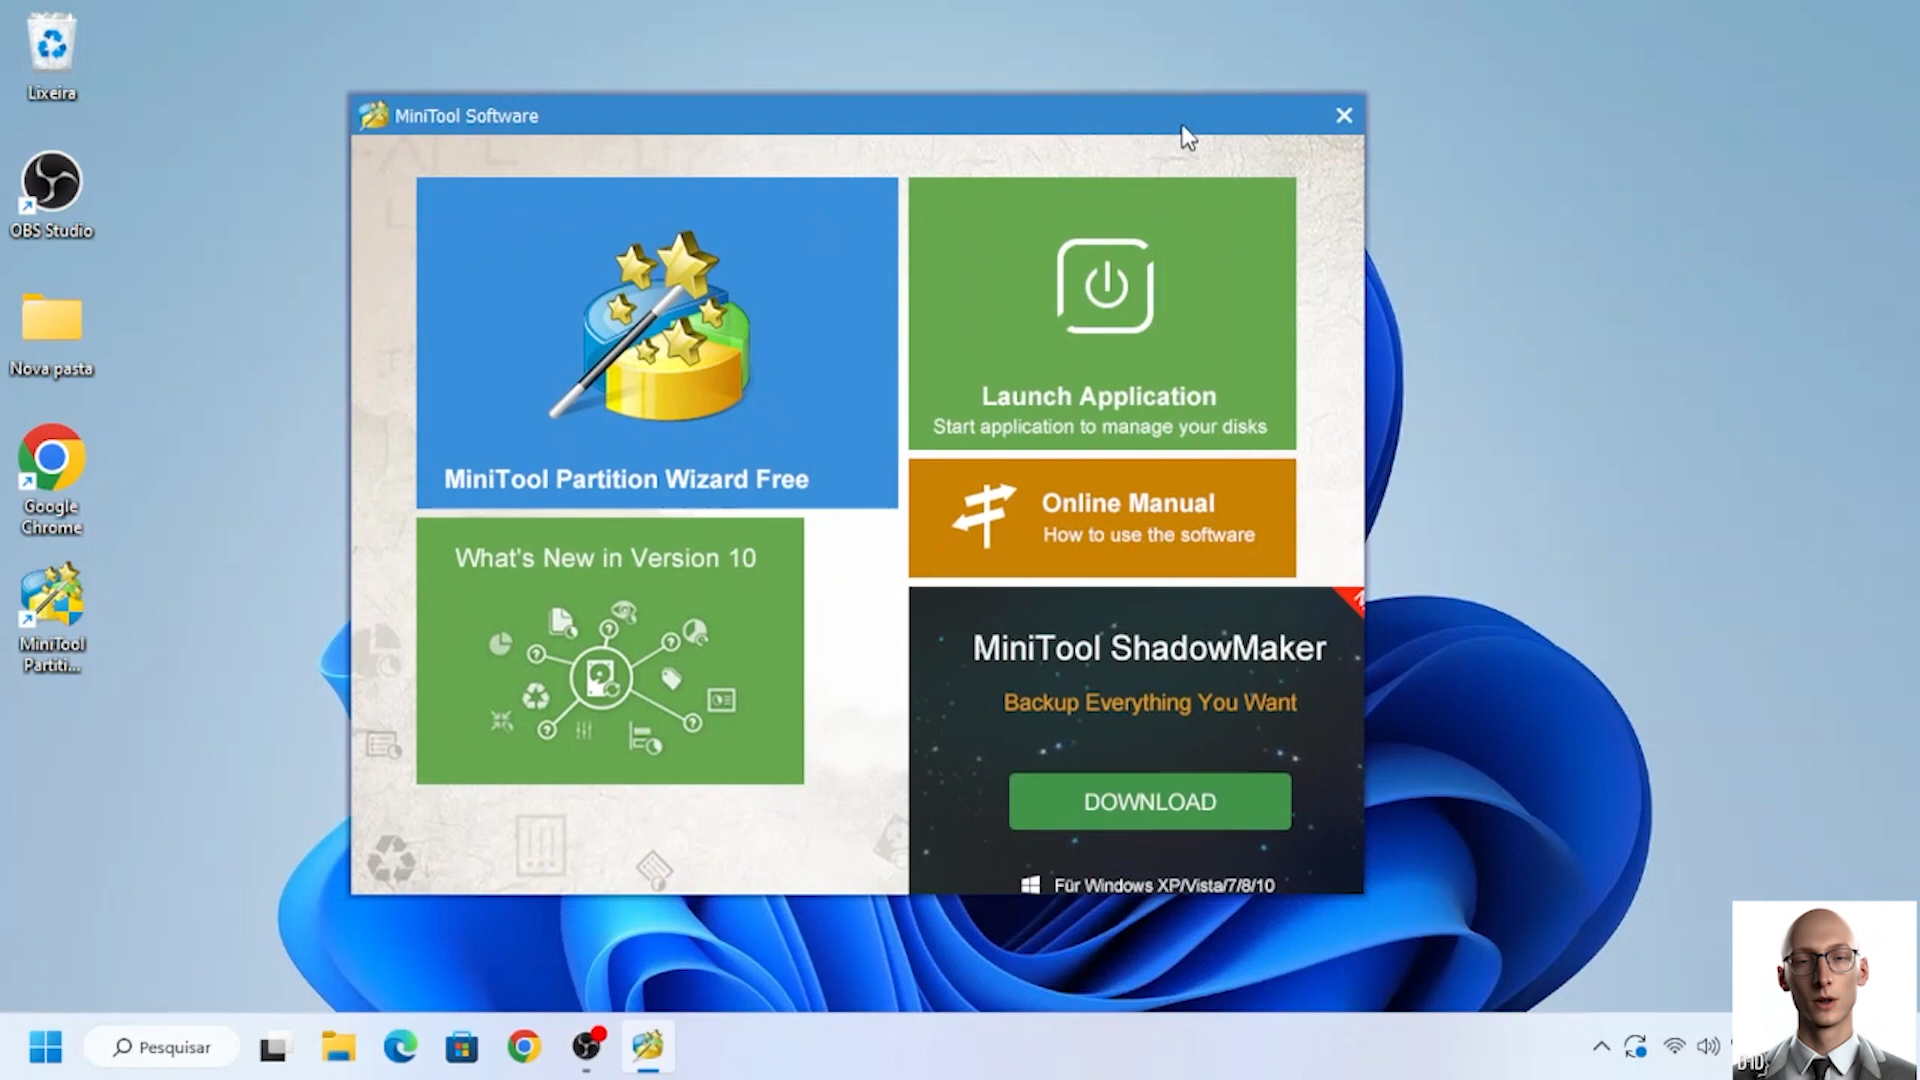 Lixeira
OBS Studio
Nova pasta
Google
Chrome
MiniTool
Partiti...
MiniTool Software
MiniTool Partition Wizard Free
Launch Application
Start application to manage your disks
Online Manual
How to use the software
What's New in Version 10
MiniTool ShadowMaker
Backup Everything You Want
DOWNLOAD
Für Windows XP/Vista/7/8/10
Pesquisar